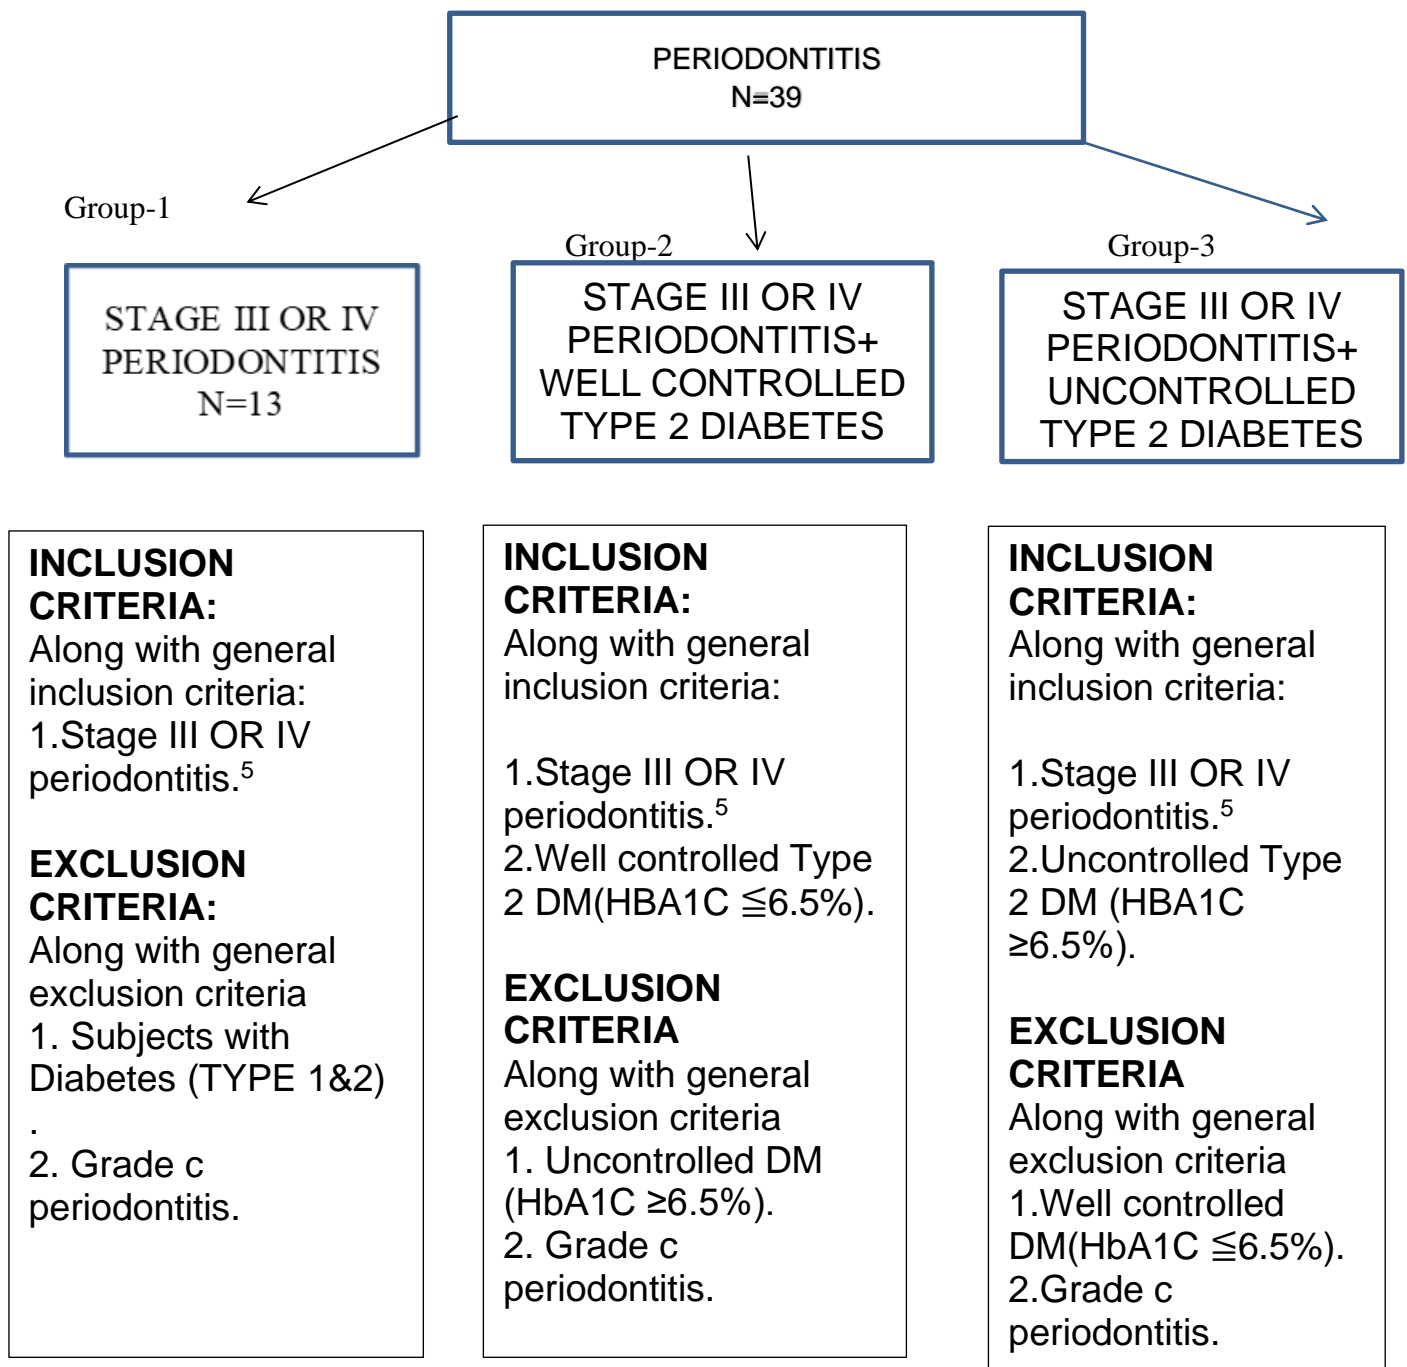 PERIODONTITIS
N=39
Group-1
STAGE III OR IV
PERIODONTITIS
N=13
Group-2
STAGE III OR IV
PERIODONTITIS+
WELL CONTROLLED
TYPE 2 DIABETES
Group-3
STAGE III OR IV
PERIODONTITIS+
UNCONTROLLED
TYPE 2 DIABETES
INCLUSION
CRITERIA:
Along with general
inclusion criteria:
1.Stage III OR IV
periodontitis.⁵
EXCLUSION
CRITERIA:
Along with general
exclusion criteria
1. Subjects with
Diabetes (TYPE 1&2)
.
2. Grade c
periodontitis.
INCLUSION
CRITERIA:
Along with general
inclusion criteria:
1.Stage III OR IV
periodontitis.⁵
2.Well controlled Type
2 DM(HBA1C ≦6.5%).
EXCLUSION
CRITERIA
Along with general
exclusion criteria
1. Uncontrolled DM
(HbA1C ≥6.5%).
2. Grade c
periodontitis.
INCLUSION
CRITERIA:
Along with general
inclusion criteria:
1.Stage III OR IV
periodontitis.⁵
2.Uncontrolled Type
2 DM (HBA1C
≥6.5%).
EXCLUSION
CRITERIA
Along with general
exclusion criteria
1.Well controlled
DM(HbA1C ≦6.5%).
2.Grade c
periodontitis.